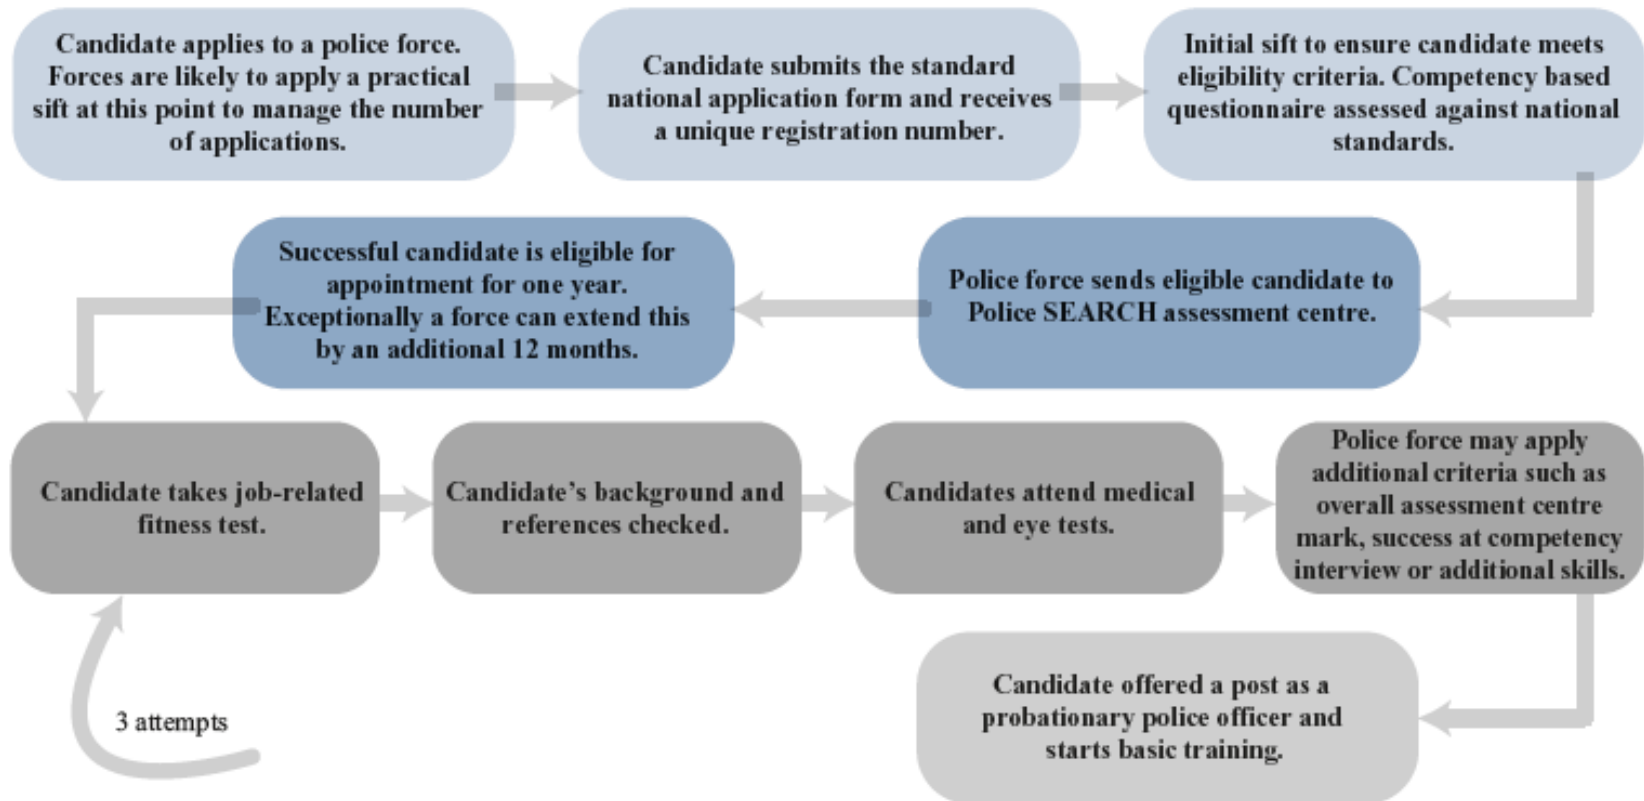 Candidate applies to a police force.
Forces are likely to apply a practical
sift at this point to manage the number
of applications.
Candidate submits the standard
national application form and receives
a unique registration number.
Initial sift to ensure candidate meets
eligibility criteria. Competency based
questionnaire assessed against national
standards.
Police force sends eligible candidate to
Police SEARCH assessment centre.
Successful candidate is eligible for
appointment for one year.
Exceptionally a force can extend this
by an additional 12 months.
Candidate takes job-related
fitness test.
Candidate’s background and
references checked.
Candidates attend medical
and eye tests.
Police force may apply
additional criteria such as
overall assessment centre
mark, success at competency
interview or additional skills.
3 attempts
Candidate offered a post as a
probationary police officer and
starts basic training.